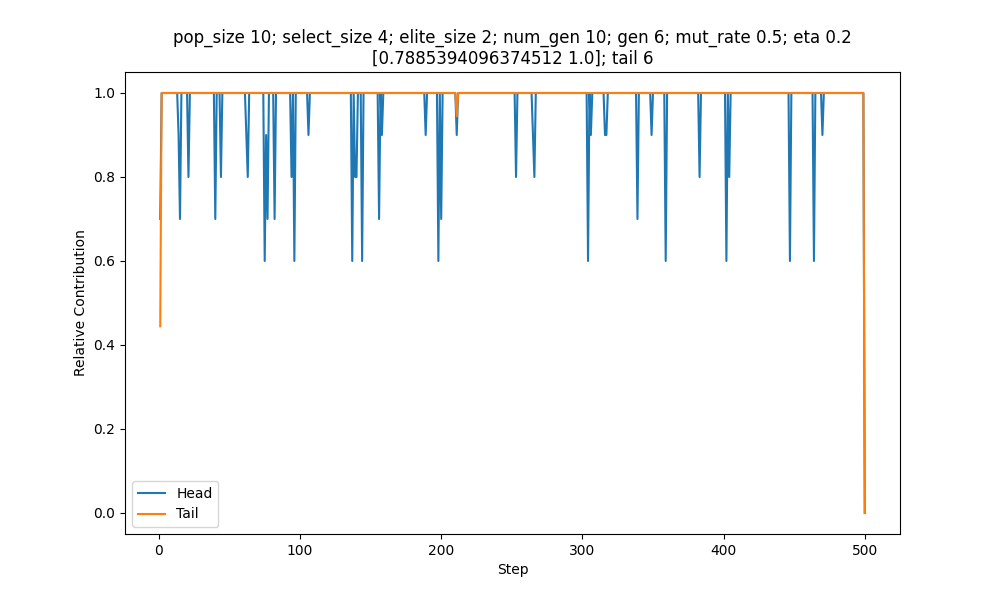 pop_size 10; select_size 4; elite_size 2; num_gen 10; gen 6; mut_rate 0.5; eta 0.2
[0.7885394096374512 1.0]; tail 6
Relative Contribution
1.0
0.8
0.6
0.4
0.2
0.0
Head
Tail
0
100
200
300
400
500
Step